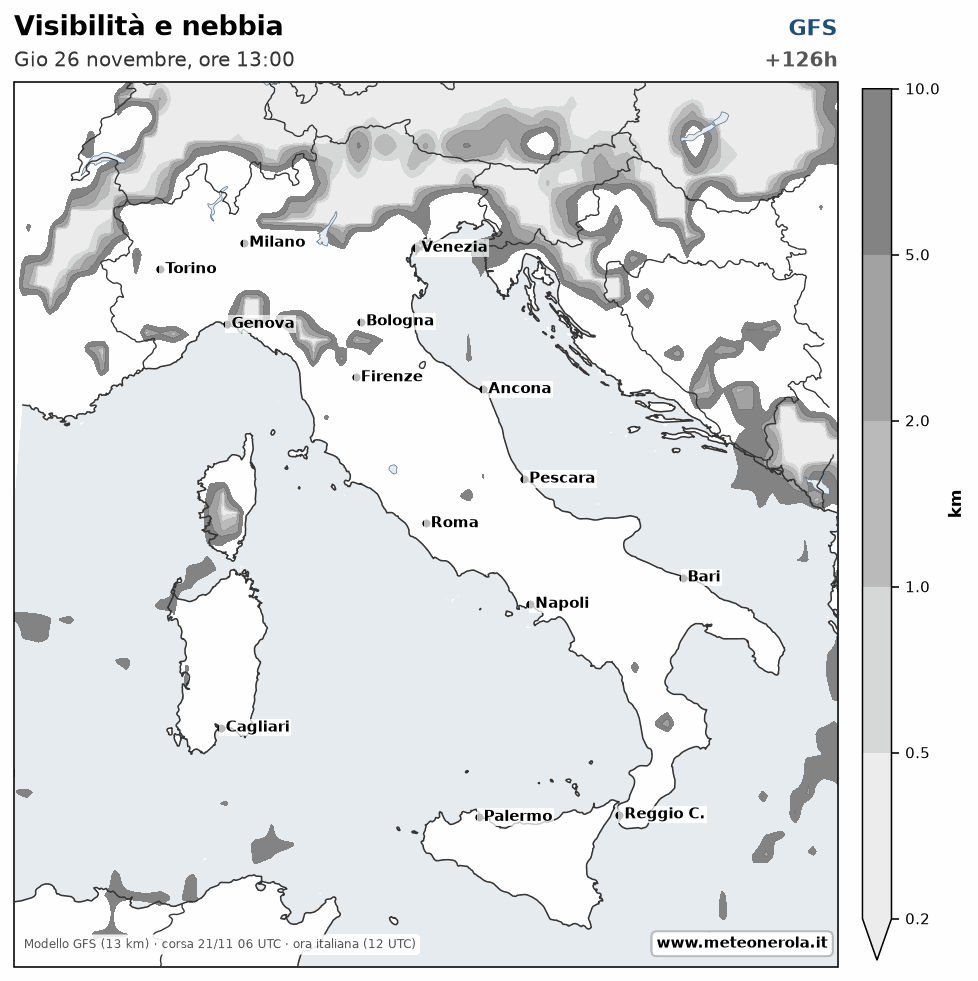 Visibilità e nebbia
GFS
Gio 26 novembre, ore 13:00
+126h
10.0
5.0
2.0
1.0
0.5
0.2
km
Milano
Venezia
Torino
Genova
Bologna
Firenze
Ancona
Pescara
Roma
Bari
Napoli
Cagliari
Palermo
Reggio C.
Modello GFS (13 km) · corsa 21/11 06 UTC · ora italiana (12 UTC)
www.meteonerola.it